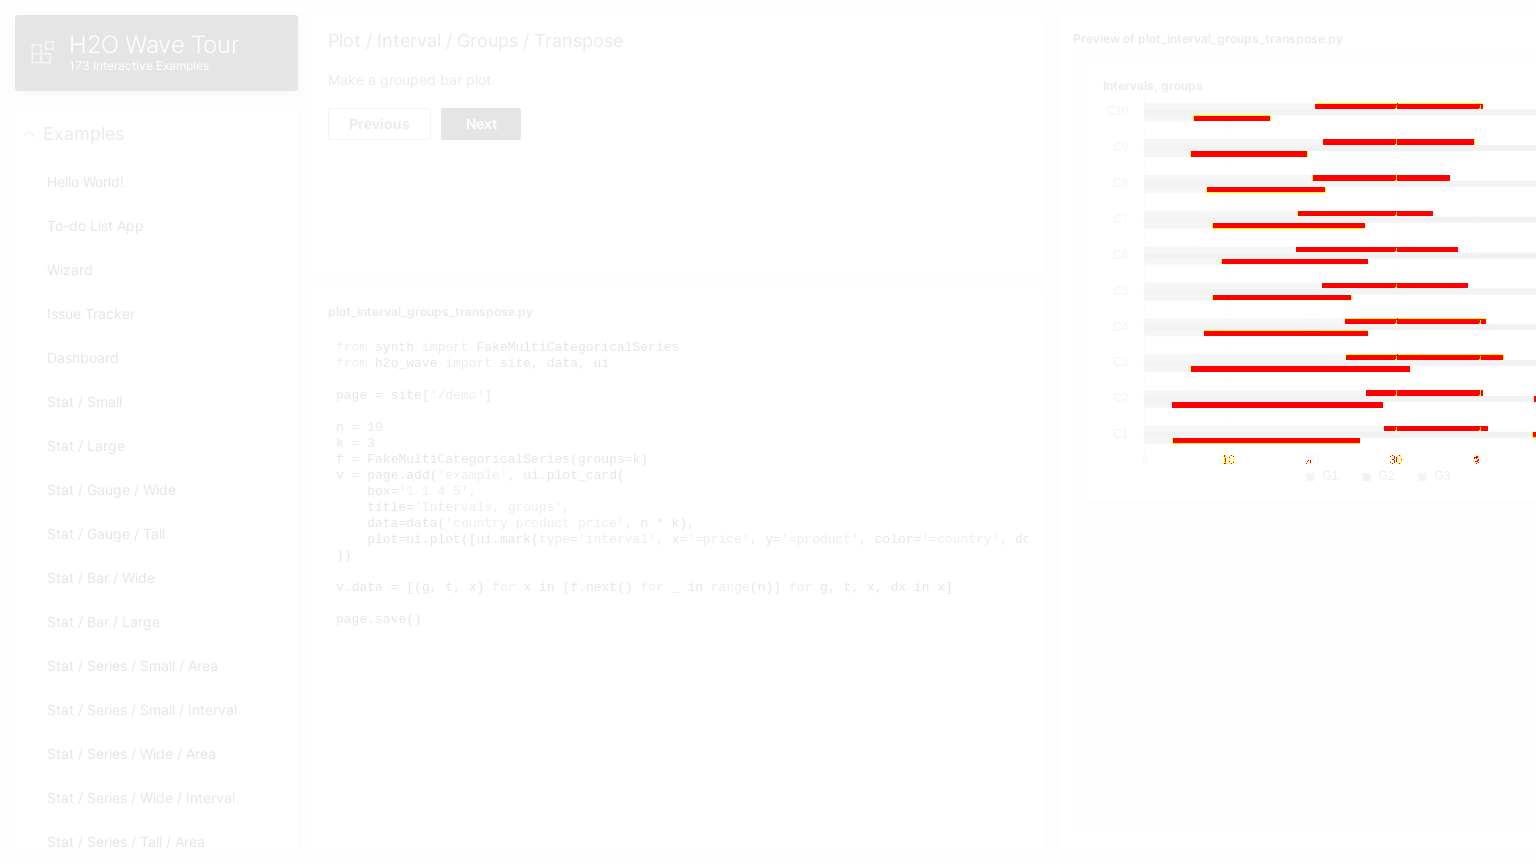 H2O Wave Tour
173 Interactive Examples
Examples
Hello World!
To-do List App
Wizard
Issue Tracker
Dashboard
Stat / Small
Stat / Large
Stat / Gauge / Wide
Stat / Gauge / Tall
Stat / Bar / Wide
Stat / Bar / Large
Stat / Series / Small / Area
Stat / Series / Small / Interval
Stat / Series / Wide / Area
Stat / Series / Wide / Interval
Stat / Series / Tall / Area
Plot / Interval / Groups / Transpose
Make a grouped bar plot.
Previous Next
plot_interval_groups_transpose.py
from synth import FakeMultiCategoricalSeries
from h2o_wave import site, data, ui
page = site['/demo']
n = 10
k = 3
f = FakeMultiCategoricalSeries(groups=k)
v = page.add('example', ui.plot_card(
    box='1 1 4 5',
    title='Intervals, groups',
    data=data('country product price', n * k),
    plot=ui.plot([ui.mark(type='interval', x='=price', y='=product', color='=country', do
))
v.data = [(g, t, x) for x in [f.next() for _ in range(n)] for g, t, x, dx in x]
page.save()
Preview of plot_interval_groups_transpose.py
Intervals, groups
C10
C9
C8
C7
C6
C5
C4
C3
C2
C1
0 10 20 30
G1 G2 G3